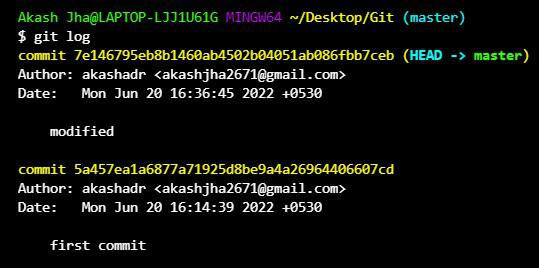 Akash Jha@LAPTOP-LJJ1U61G MINGW64 ~/Desktop/Git (master)
$ git log
commit 7e146795eb8b1460ab4502b04051ab086fbb7ceb (HEAD -> master)
Author: akashadr <akashjha2671@gmail.com>
Date:   Mon Jun 20 16:36:45 2022 +0530
    modified
commit 5a457ea1a6877a71925d8be9a4a26964406607cd
Author: akashadr <akashjha2671@gmail.com>
Date:   Mon Jun 20 16:14:39 2022 +0530
    first commit